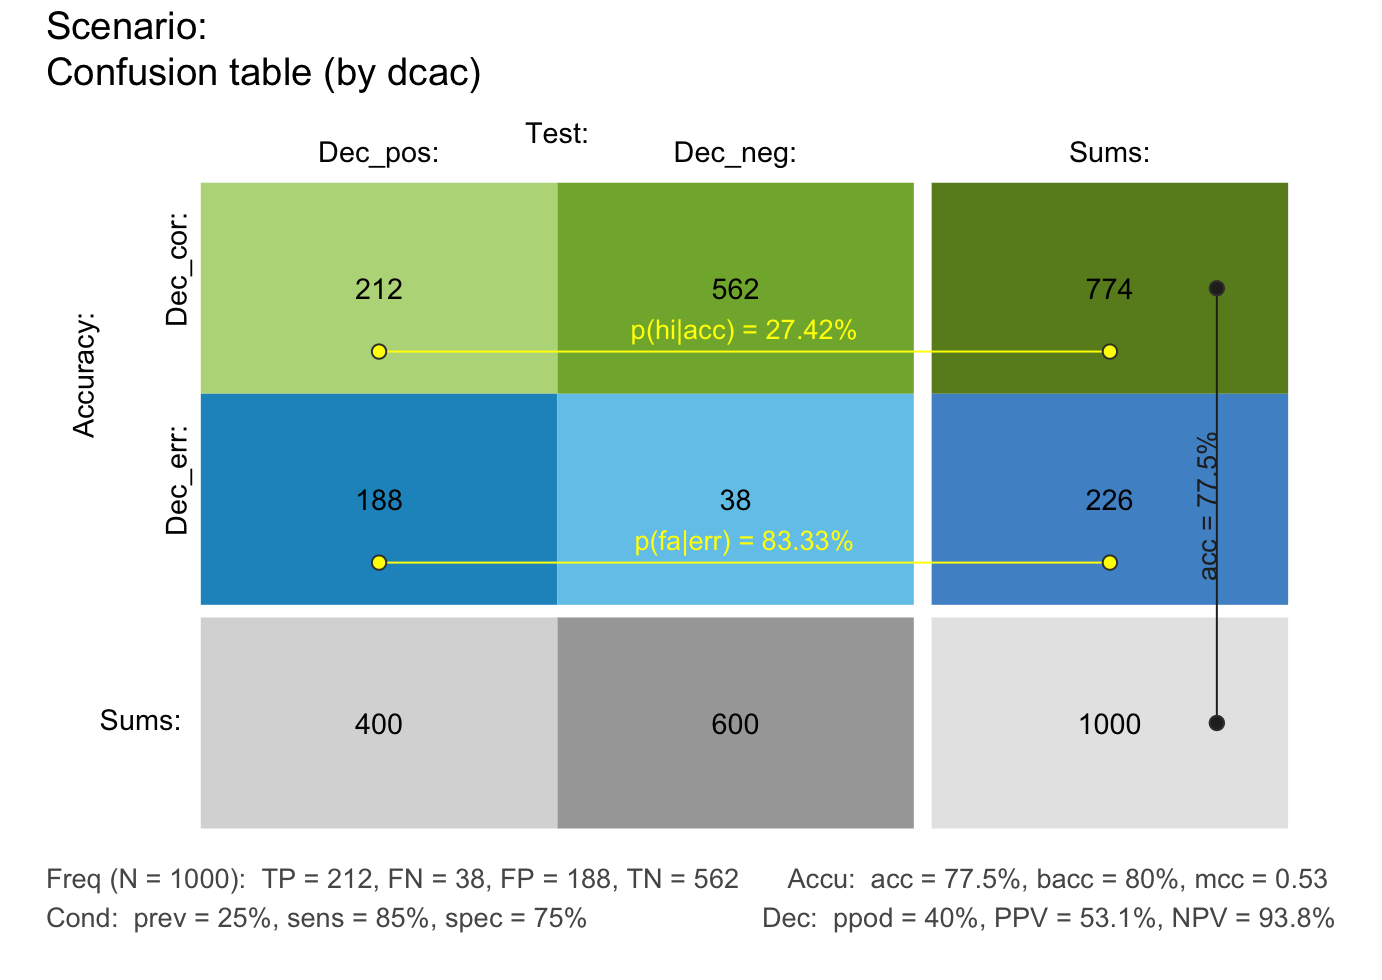 Scenario:
Confusion table (by dcac)
Test:
Dec_pos:
Dec_neg:
Sums:
Accuracy:
Dec_cor:
212
562
774
p(hi|acc) = 27.42%
Dec_err:
188
38
226
p(fa|err) = 83.33%
acc = 77.5%
Sums:
400
600
1000
Freq (N = 1000):  TP = 212, FN = 38, FP = 188, TN = 562
Accu:  acc = 77.5%, bacc = 80%, mcc = 0.53
Cond:  prev = 25%, sens = 85%, spec = 75%
Dec:  ppod = 40%, PPV = 53.1%, NPV = 93.8%